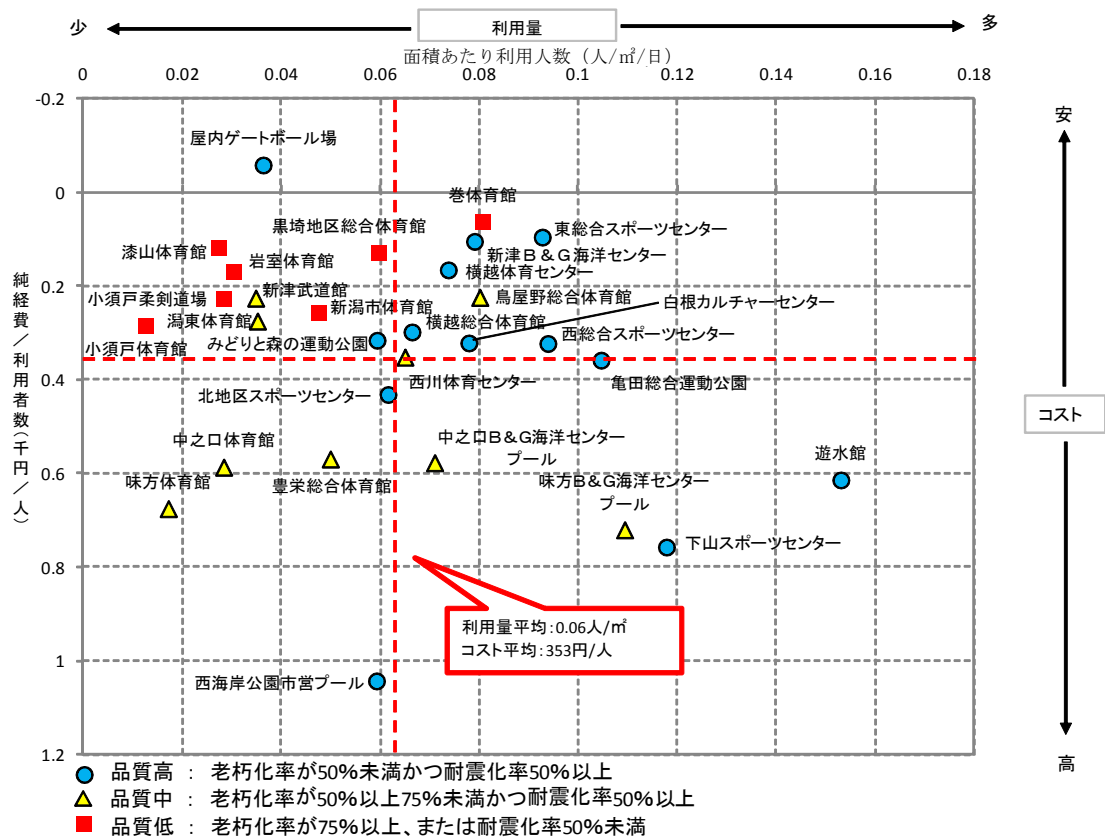 少
利用量
多
面積あたり利用人数（人/㎡/日）
0 0.02 0.04 0.06 0.08 0.1 0.12 0.14 0.16 0.18
-0.2
0
0.2
0.4
0.6
0.8
1
1.2
純経費／利用者数（千円／人）
安
コスト
高
屋内ゲートボール場
巻体育館
黒埼地区総合体育館
東総合スポーツセンター
漆山体育館
新津Ｂ＆Ｇ海洋センター
岩室体育館
横越体育センター
新津武道館
小須戸柔剣道場
鳥屋野総合体育館
白根カルチャーセンター
新潟市体育館
潟東体育館
横越総合体育館
西総合スポーツセンター
みどりと森の運動公園
小須戸体育館
西川体育センター
亀田総合運動公園
北地区スポーツセンター
中之口体育館
中之口B＆G海洋センター
プール
遊水館
味方体育館
豊栄総合体育館
味方B＆G海洋センター
プール
下山スポーツセンター
利用量平均：0.06人/㎡
コスト平均：353円/人
西海岸公園市営プール
品質高 ： 老朽化率が50%未満かつ耐震化率50%以上
品質中 ： 老朽化率が50%以上75%未満かつ耐震化率50%以上
品質低 ： 老朽化率が75%以上、または耐震化率50%未満